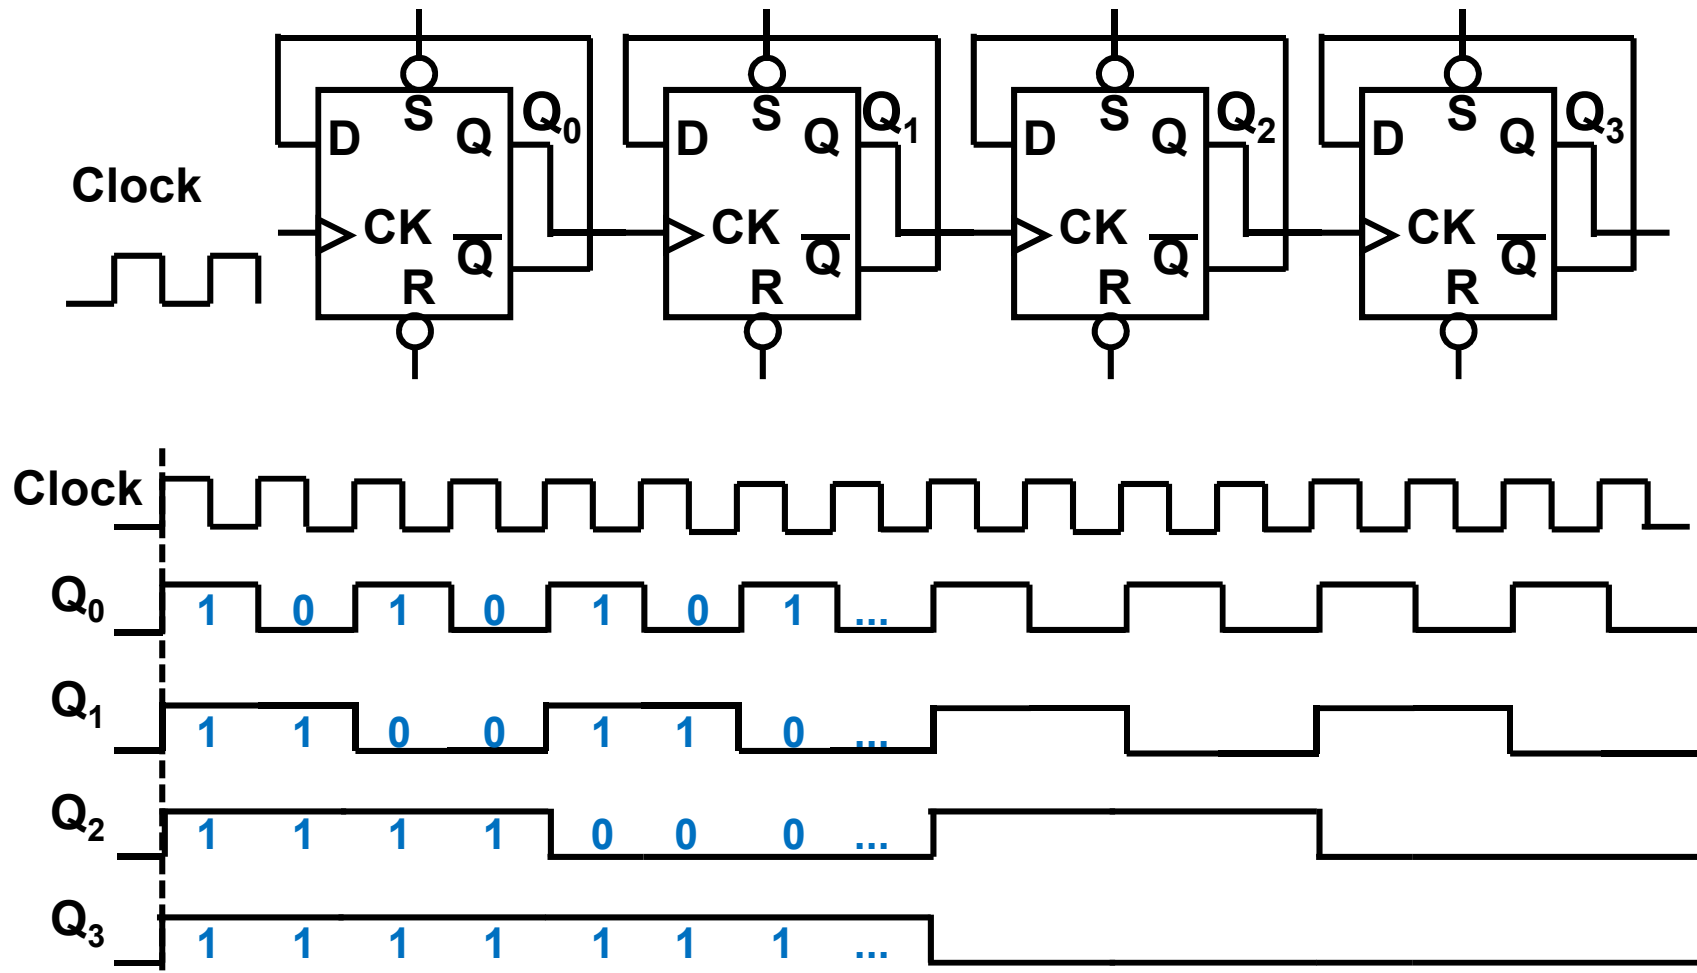 S S S S
D Q Q₀ D Q Q₁ D Q Q₂ D Q Q₃
Clock
CK Q̅ CK Q̅ CK Q̅ CK Q̅
R R R R
Clock
Q₀ 1 0 1 0 1 0 1 ...
Q₁ 1 1 0 0 1 1 0 ...
Q₂ 1 1 1 1 0 0 0 ...
Q₃ 1 1 1 1 1 1 1 ...